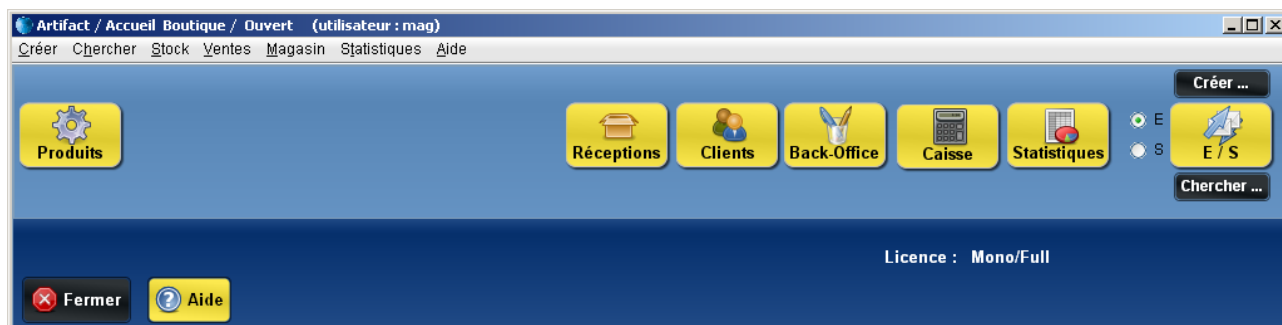 Artifact / Accueil Boutique / Ouvert (utilisateur : mag)
Créer Chercher Stock Ventes Magasin Statistiques Aide
Créer ...
Produits Réceptions Clients Back-Office Caisse Statistiques E S E / S
Chercher ...
Licence : Mono/Full
Fermer Aide